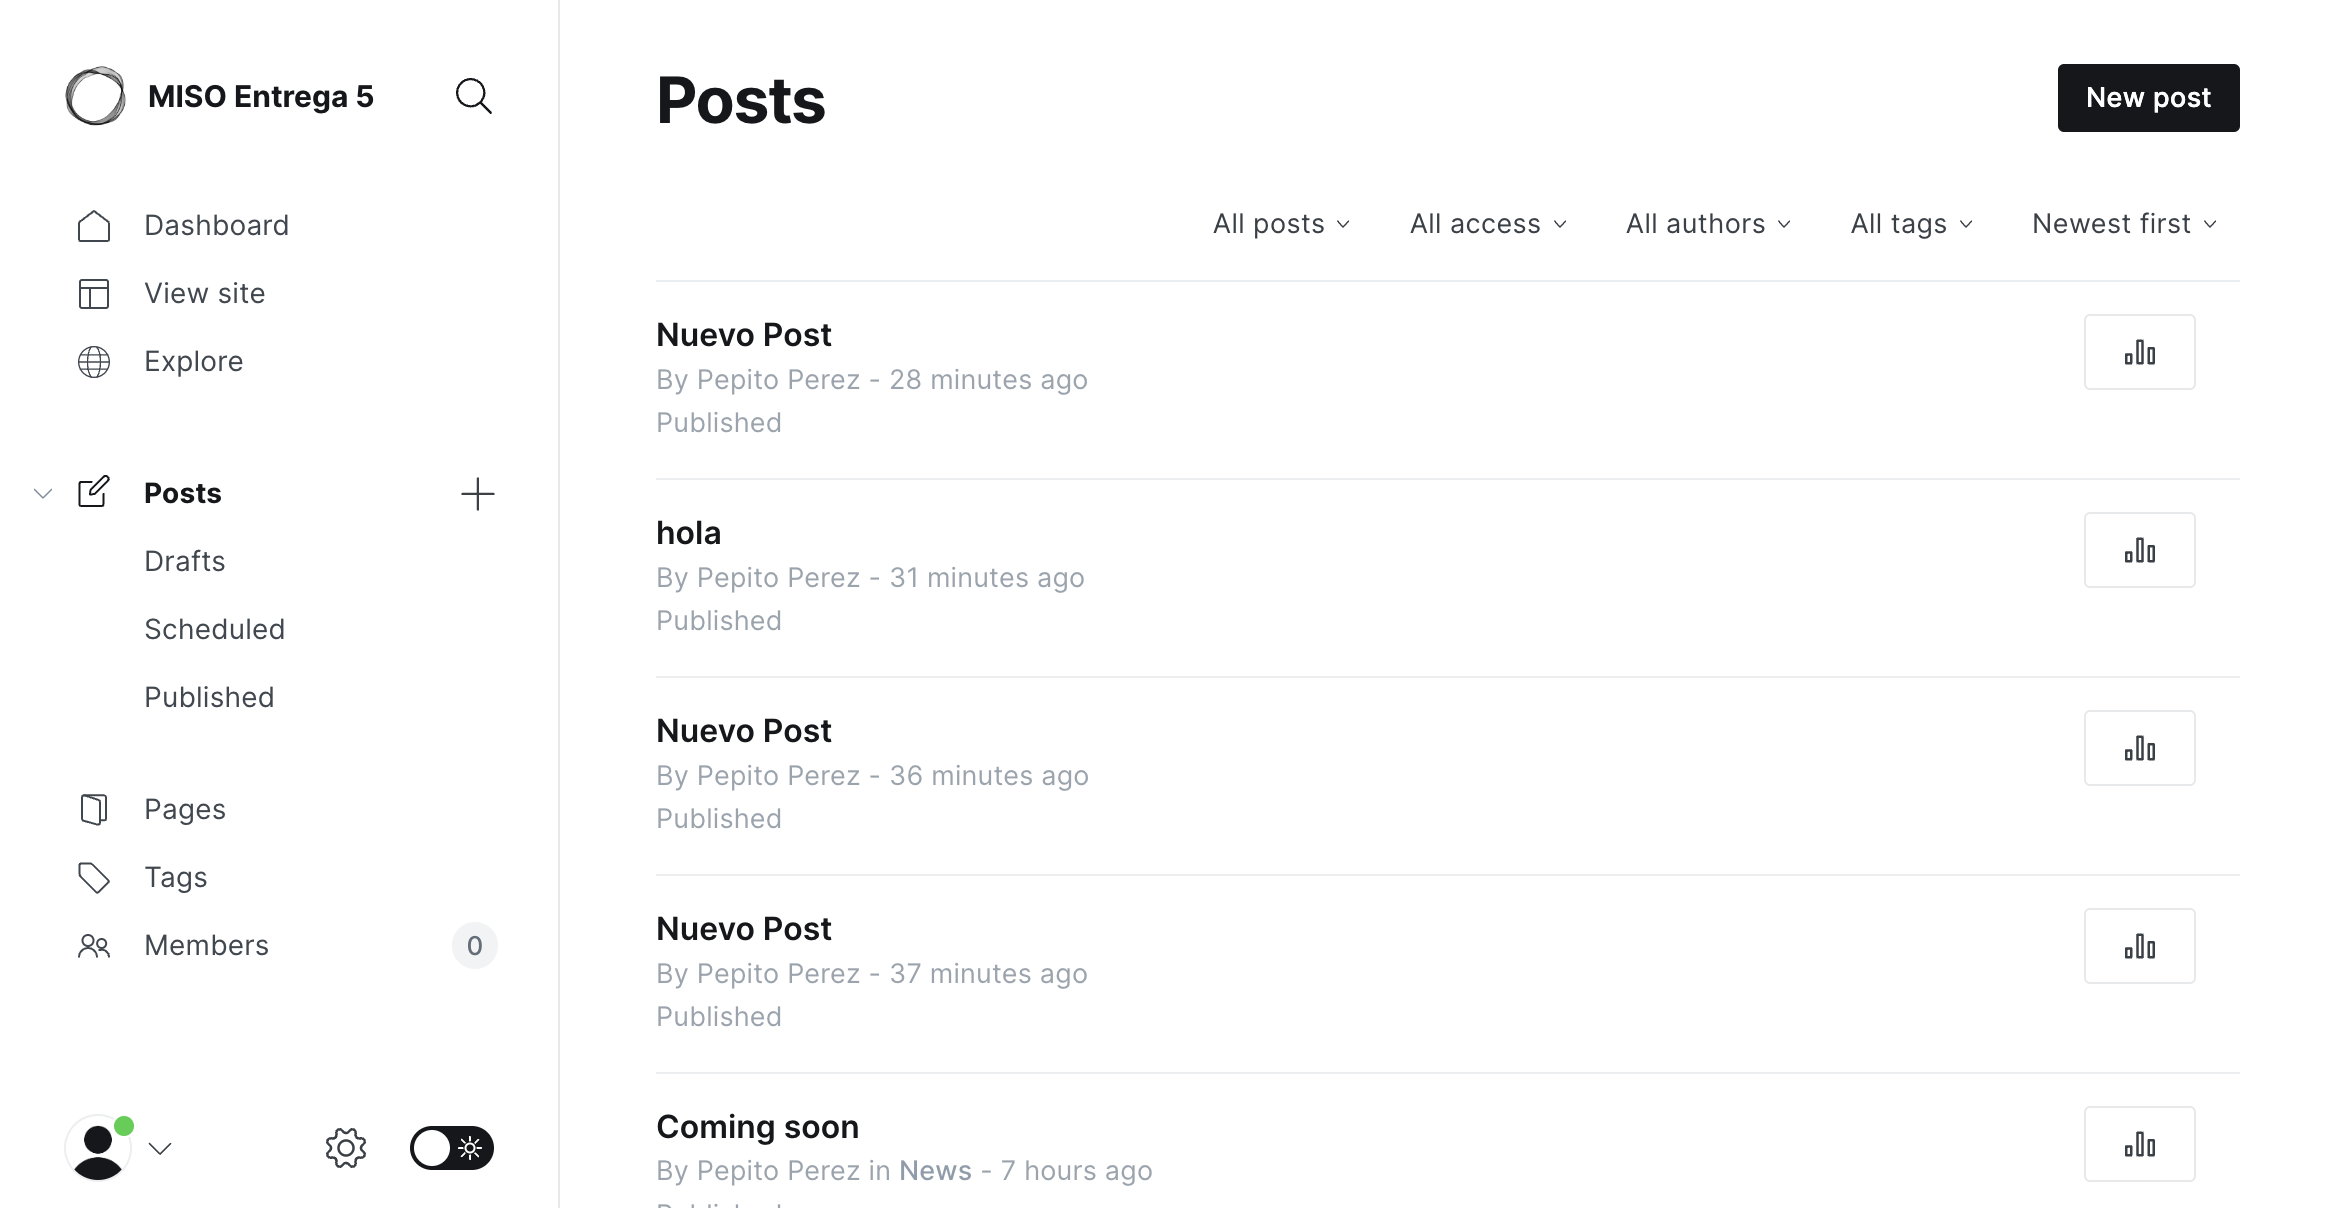 MISO Entrega 5
Dashboard
View site
Explore
Posts
Drafts
Scheduled
Published
Pages
Tags
Members 0
Posts
New post
All posts All access All authors All tags Newest first
Nuevo Post
By Pepito Perez - 28 minutes ago
Published
hola
By Pepito Perez - 31 minutes ago
Published
Nuevo Post
By Pepito Perez - 36 minutes ago
Published
Nuevo Post
By Pepito Perez - 37 minutes ago
Published
Coming soon
By Pepito Perez in News - 7 hours ago